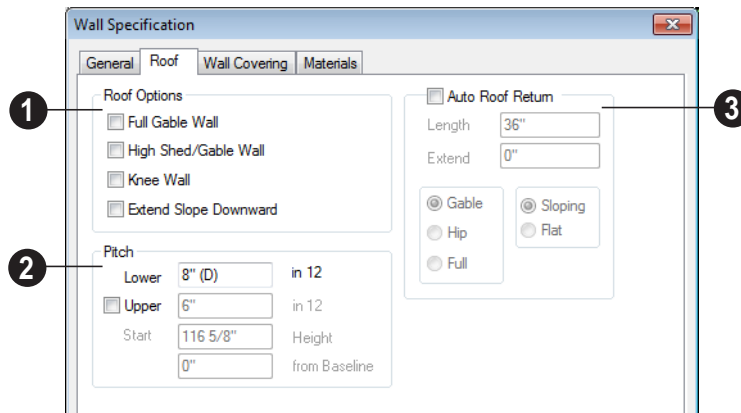 Wall Specification
General Roof Wall Covering Materials
1
Roof Options
Full Gable Wall
High Shed/Gable Wall
Knee Wall
Extend Slope Downward
2
Pitch
Lower 8" (D) in 12
Upper 6" in 12
Start 116 5/8" Height
0" from Baseline
3
Auto Roof Return
Length 36"
Extend 0"
Gable
Hip
Full
Sloping
Flat